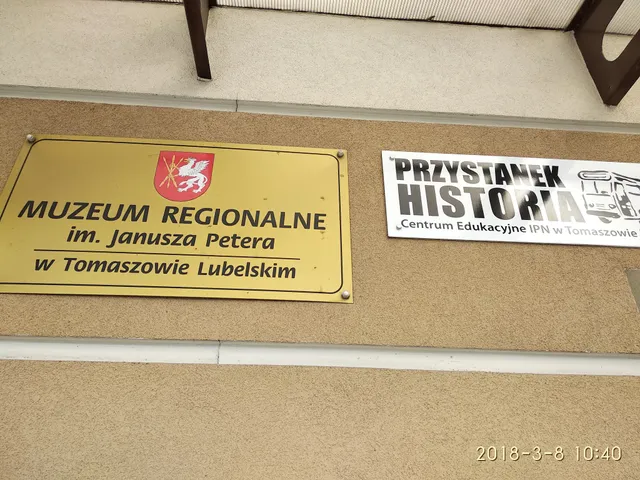 MUZEUM REGIONALNE
im. Janusza Petera
w Tomaszowie Lubelskim
PRZYSTANEK
HISTORIA
Centrum Edukacyjne IPN w Tomaszowie
2018-3-8 10:40